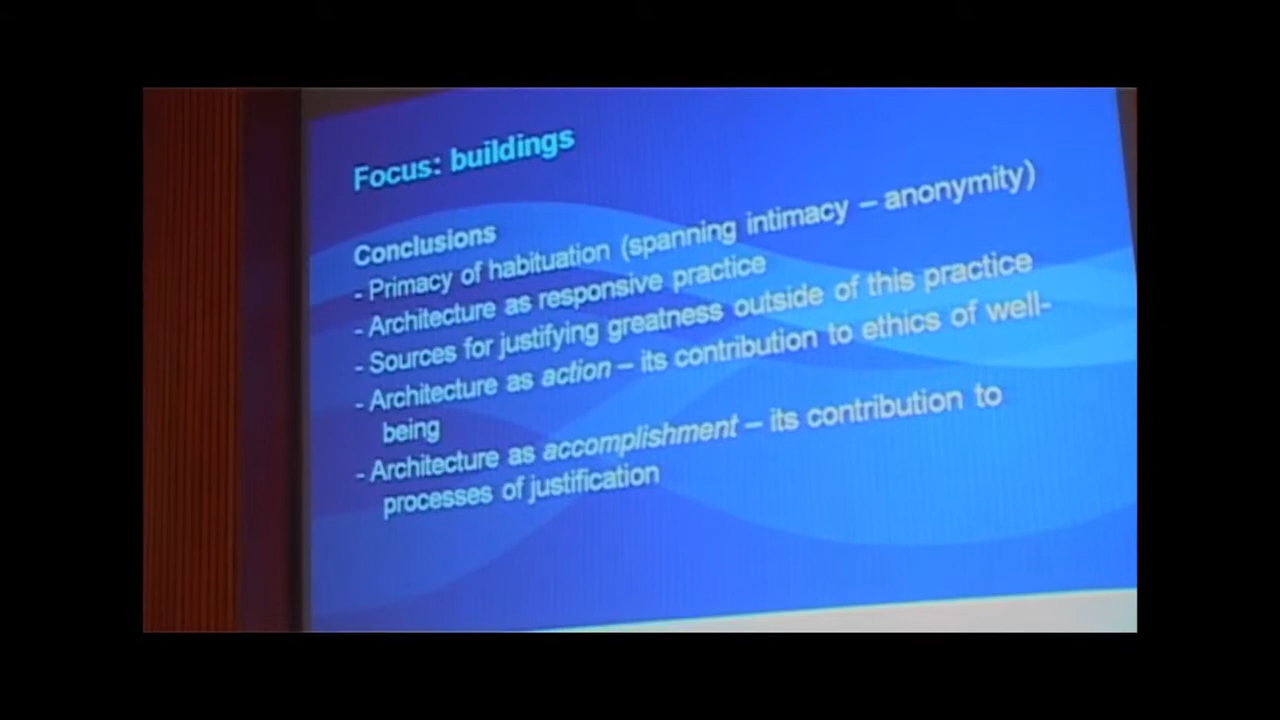 Focus: buildings
Conclusions
- Primacy of habituation (spanning intimacy – anonymity)
- Architecture as responsive practice
- Sources for justifying greatness outside of this practice
- Architecture as action – its contribution to ethics of well-
being
- Architecture as accomplishment – its contribution to
processes of justification